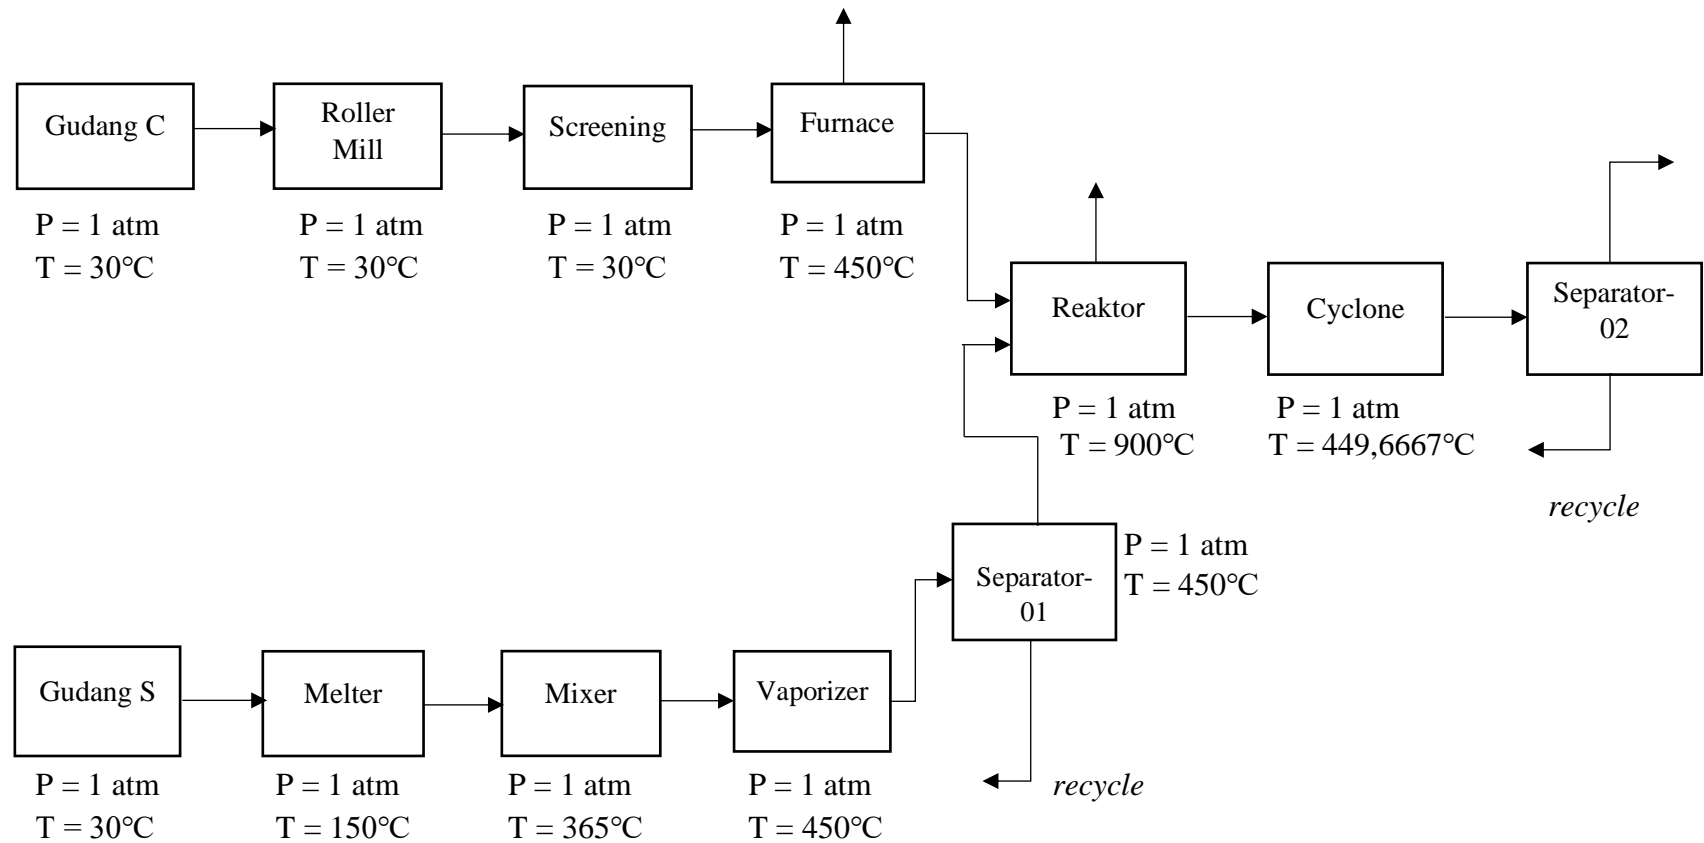 Gudang C
Roller
Mill
Screening
Furnace
P = 1 atm
T = 30°C
P = 1 atm
T = 30°C
P = 1 atm
T = 30°C
P = 1 atm
T = 450°C
Reaktor
Cyclone
Separator-
02
P = 1 atm
T = 900°C
P = 1 atm
T = 449,6667°C
recycle
Separator-
01
P = 1 atm
T = 450°C
Gudang S
Melter
Mixer
Vaporizer
P = 1 atm
T = 30°C
P = 1 atm
T = 150°C
P = 1 atm
T = 365°C
P = 1 atm
T = 450°C
recycle